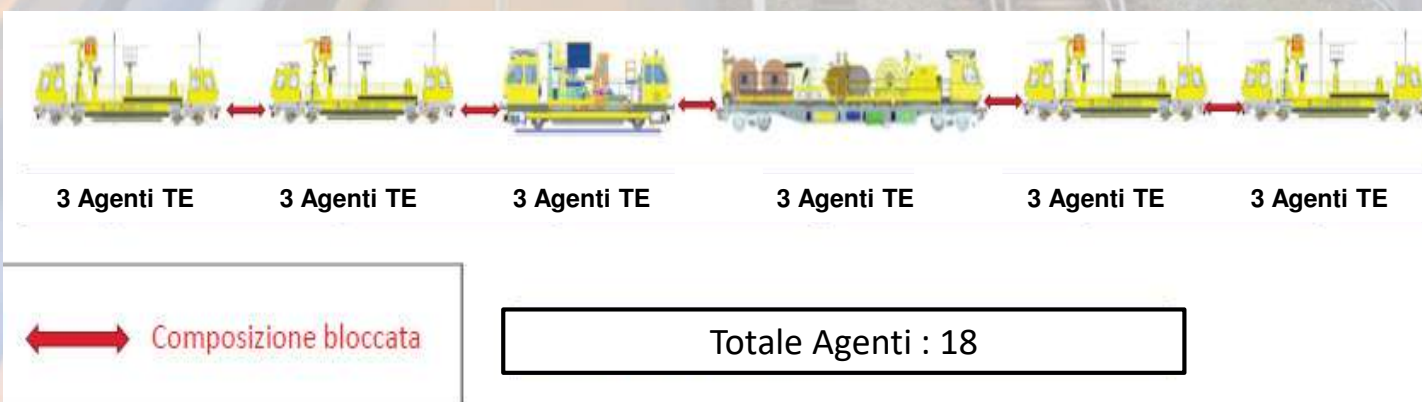 3 Agenti TE 3 Agenti TE 3 Agenti TE 3 Agenti TE 3 Agenti TE 3 Agenti TE
Composizione bloccata
Totale Agenti : 18